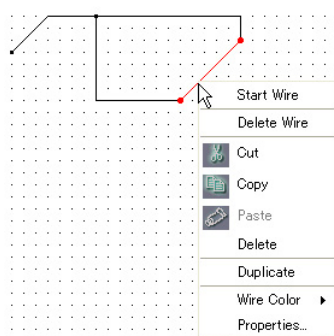 Start Wire
Delete Wire
Cut
Copy
Paste
Delete
Duplicate
Wire Color
Properties...